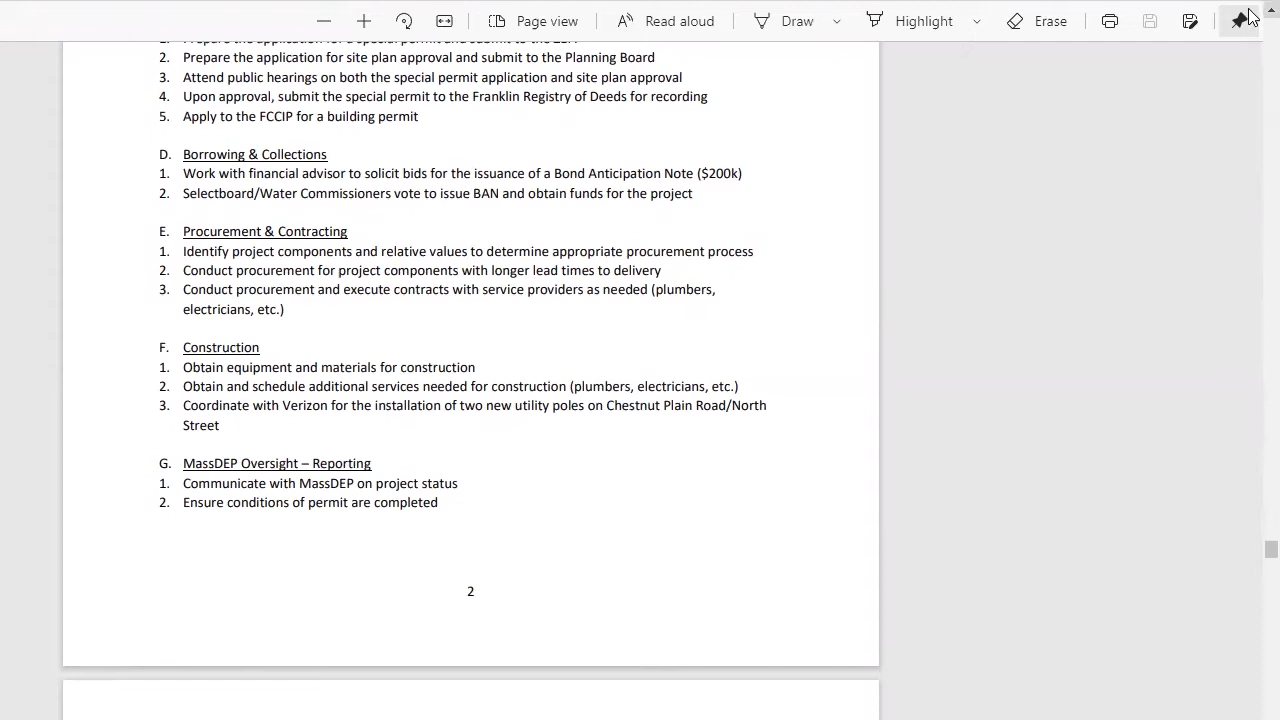 Page view
Read aloud
Draw
Highlight
Erase
2. Prepare the application for site plan approval and submit to the Planning Board
3. Attend public hearings on both the special permit application and site plan approval
4. Upon approval, submit the special permit to the Franklin Registry of Deeds for recording
5. Apply to the FCCIP for a building permit
D. Borrowing & Collections
1. Work with financial advisor to solicit bids for the issuance of a Bond Anticipation Note ($200k)
2. Selectboard/Water Commissioners vote to issue BAN and obtain funds for the project
E. Procurement & Contracting
1. Identify project components and relative values to determine appropriate procurement process
2. Conduct procurement for project components with longer lead times to delivery
3. Conduct procurement and execute contracts with service providers as needed (plumbers,
electricians, etc.)
F. Construction
1. Obtain equipment and materials for construction
2. Obtain and schedule additional services needed for construction (plumbers, electricians, etc.)
3. Coordinate with Verizon for the installation of two new utility poles on Chestnut Plain Road/North
Street
G. MassDEP Oversight – Reporting
1. Communicate with MassDEP on project status
2. Ensure conditions of permit are completed
2